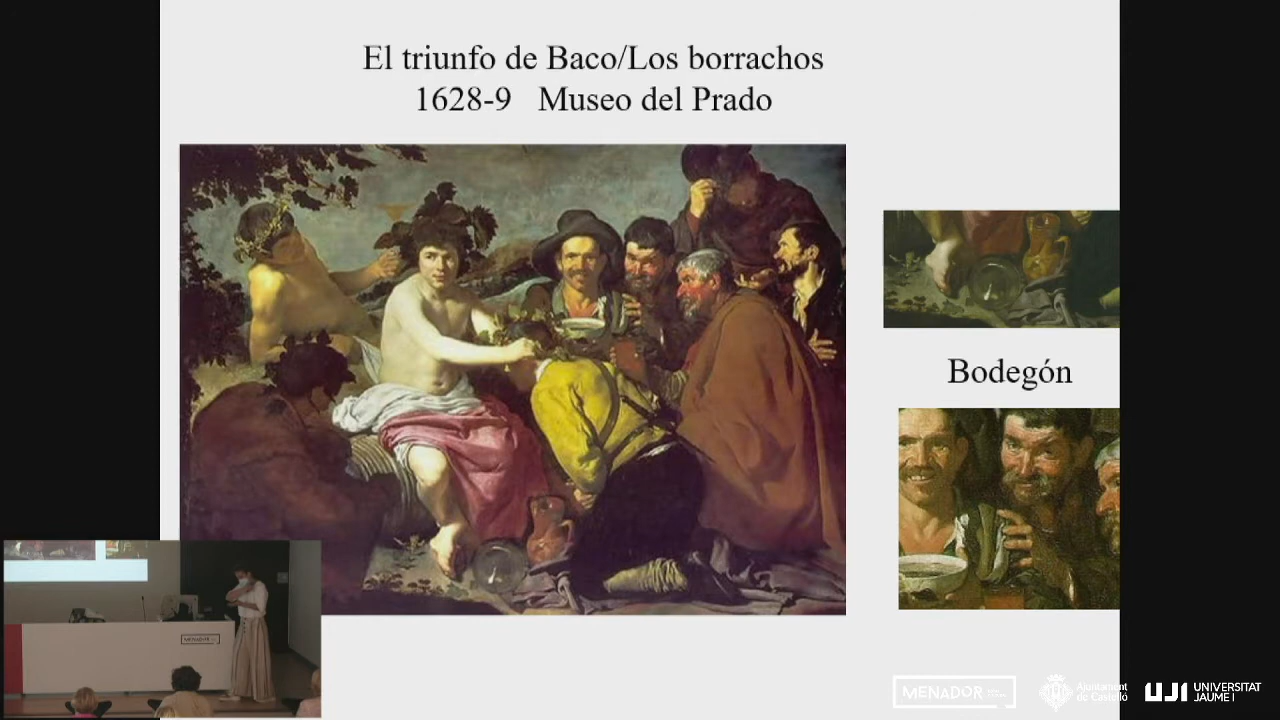 El triunfo de Baco/Los borrachos
1628-9 Museo del Prado
Bodegón
MENADOR
MENADOR
Ajuntament
de Castelló
UJI UNIVERSITAT
JAUME I